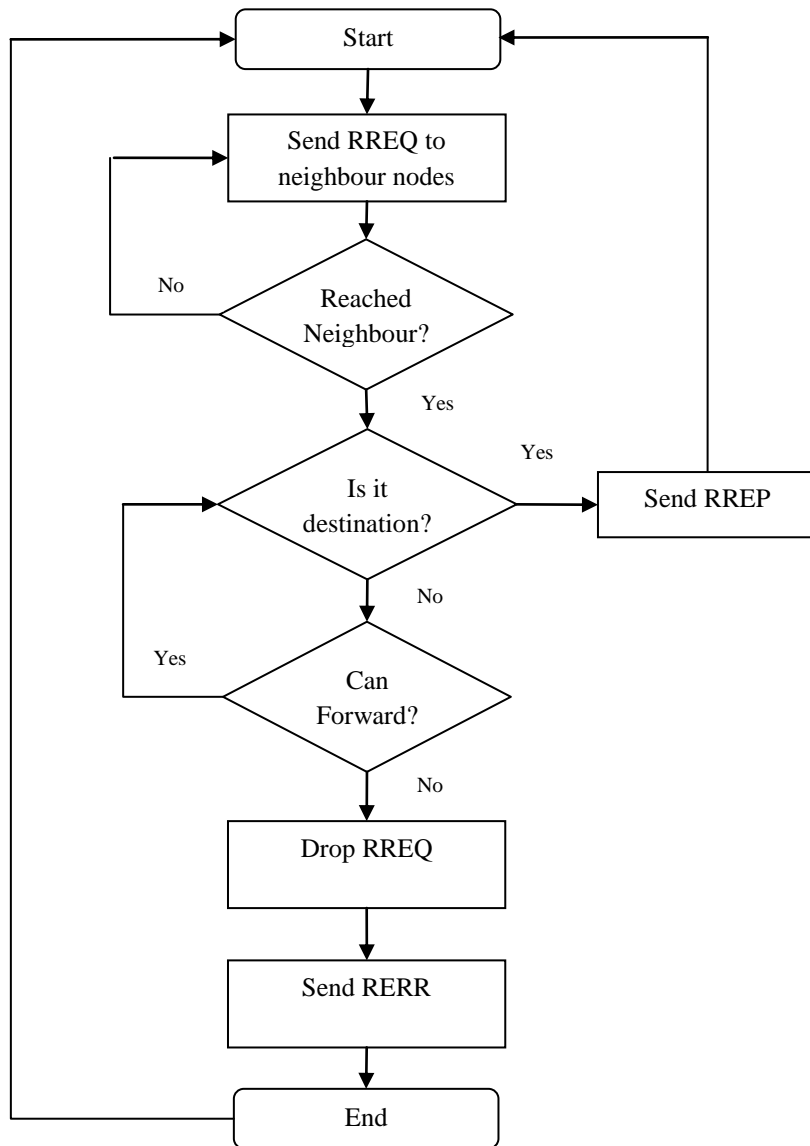 Start
Send RREQ to
neighbour nodes
No
Reached
Neighbour?
Yes
Yes
Is it
destination?
Send RREP
No
Yes
Can
Forward?
No
Drop RREQ
Send RERR
End